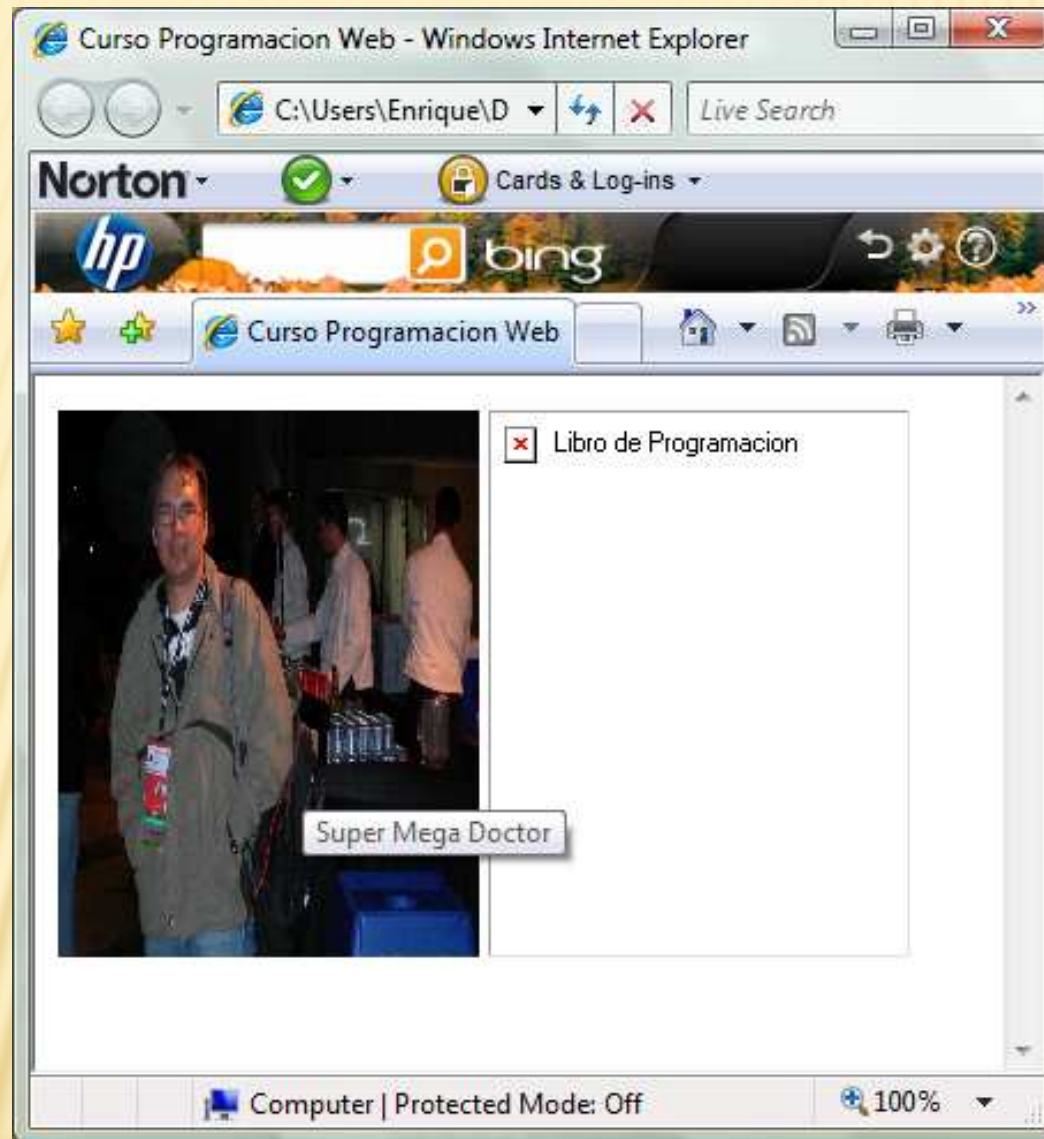 Curso Programacion Web - Windows Internet Explorer
C:\Users\Enrique\D
Live Search
Norton
Cards & Log-ins
hp
bing
Curso Programacion Web
Libro de Programacion
Super Mega Doctor
Computer | Protected Mode: Off
100%